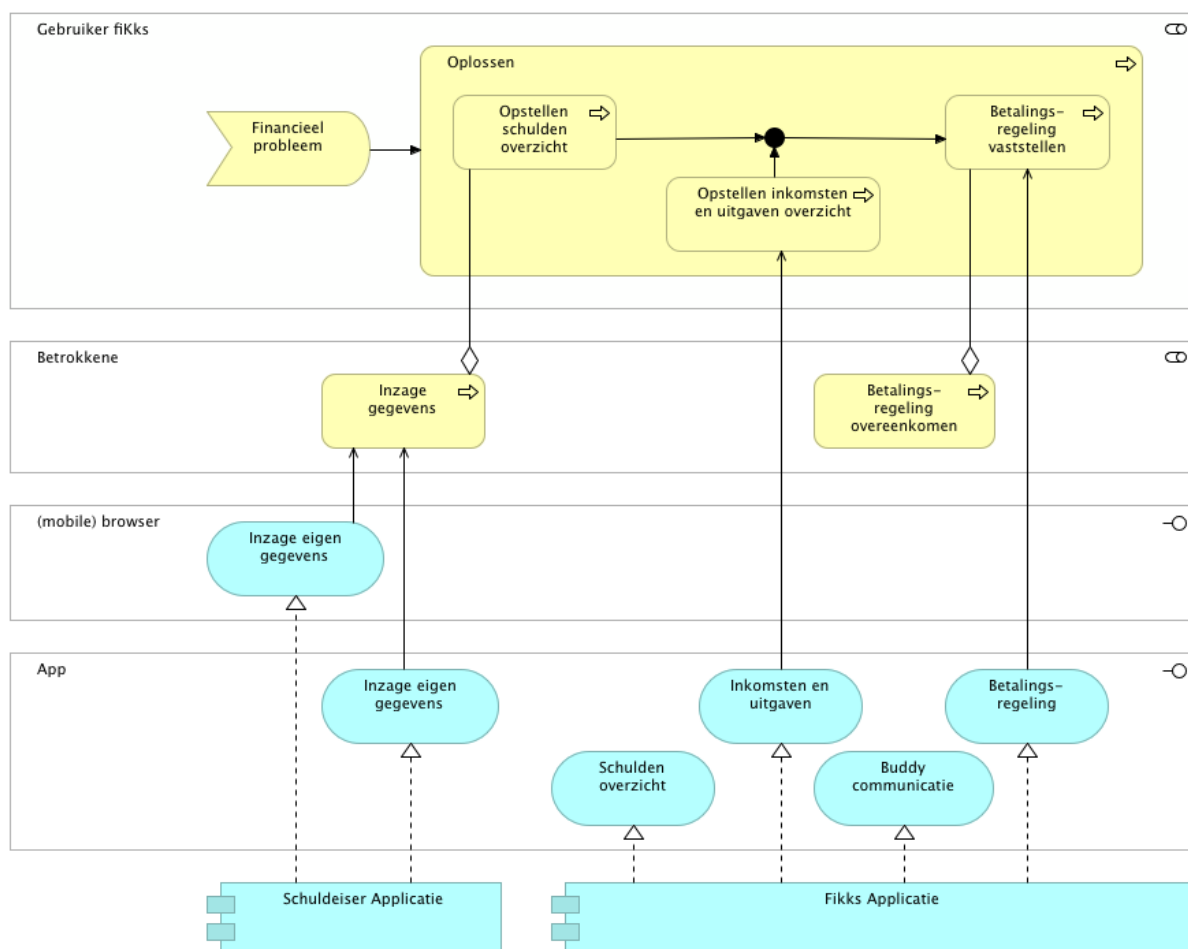 Gebruiker fiKks
Oplossen
Financieel
probleem
Opstellen
schulden
overzicht
Opstellen inkomsten
en uitgaven overzicht
Betalings-
regeling
vaststellen
Betrokkene
Inzage
gegevens
Betalings-
regeling
overeenkomen
(mobile) browser
Inzage eigen
gegevens
App
Inzage eigen
gegevens
Inkomsten en
uitgaven
Betalings-
regeling
Schulden
overzicht
Buddy
communicatie
Schuldeiser Applicatie
Fikks Applicatie